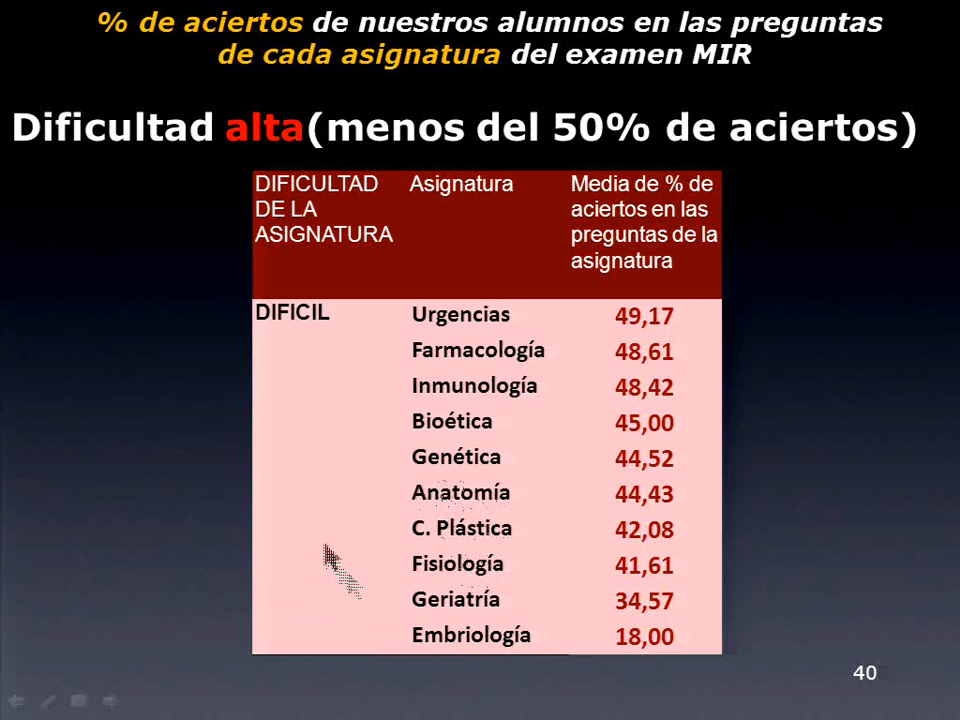 % de aciertos de nuestros alumnos en las preguntas
de cada asignatura del examen MIR
Dificultad alta(menos del 50% de aciertos)
DIFICULTAD DE LA ASIGNATURA Asignatura Media de % de aciertos en las preguntas de la asignatura
DIFICIL Urgencias 49,17
Farmacología 48,61
Inmunología 48,42
Bioética 45,00
Genética 44,52
Anatomía 44,43
C. Plástica 42,08
Fisiología 41,61
Geriatría 34,57
Embriología 18,00
40